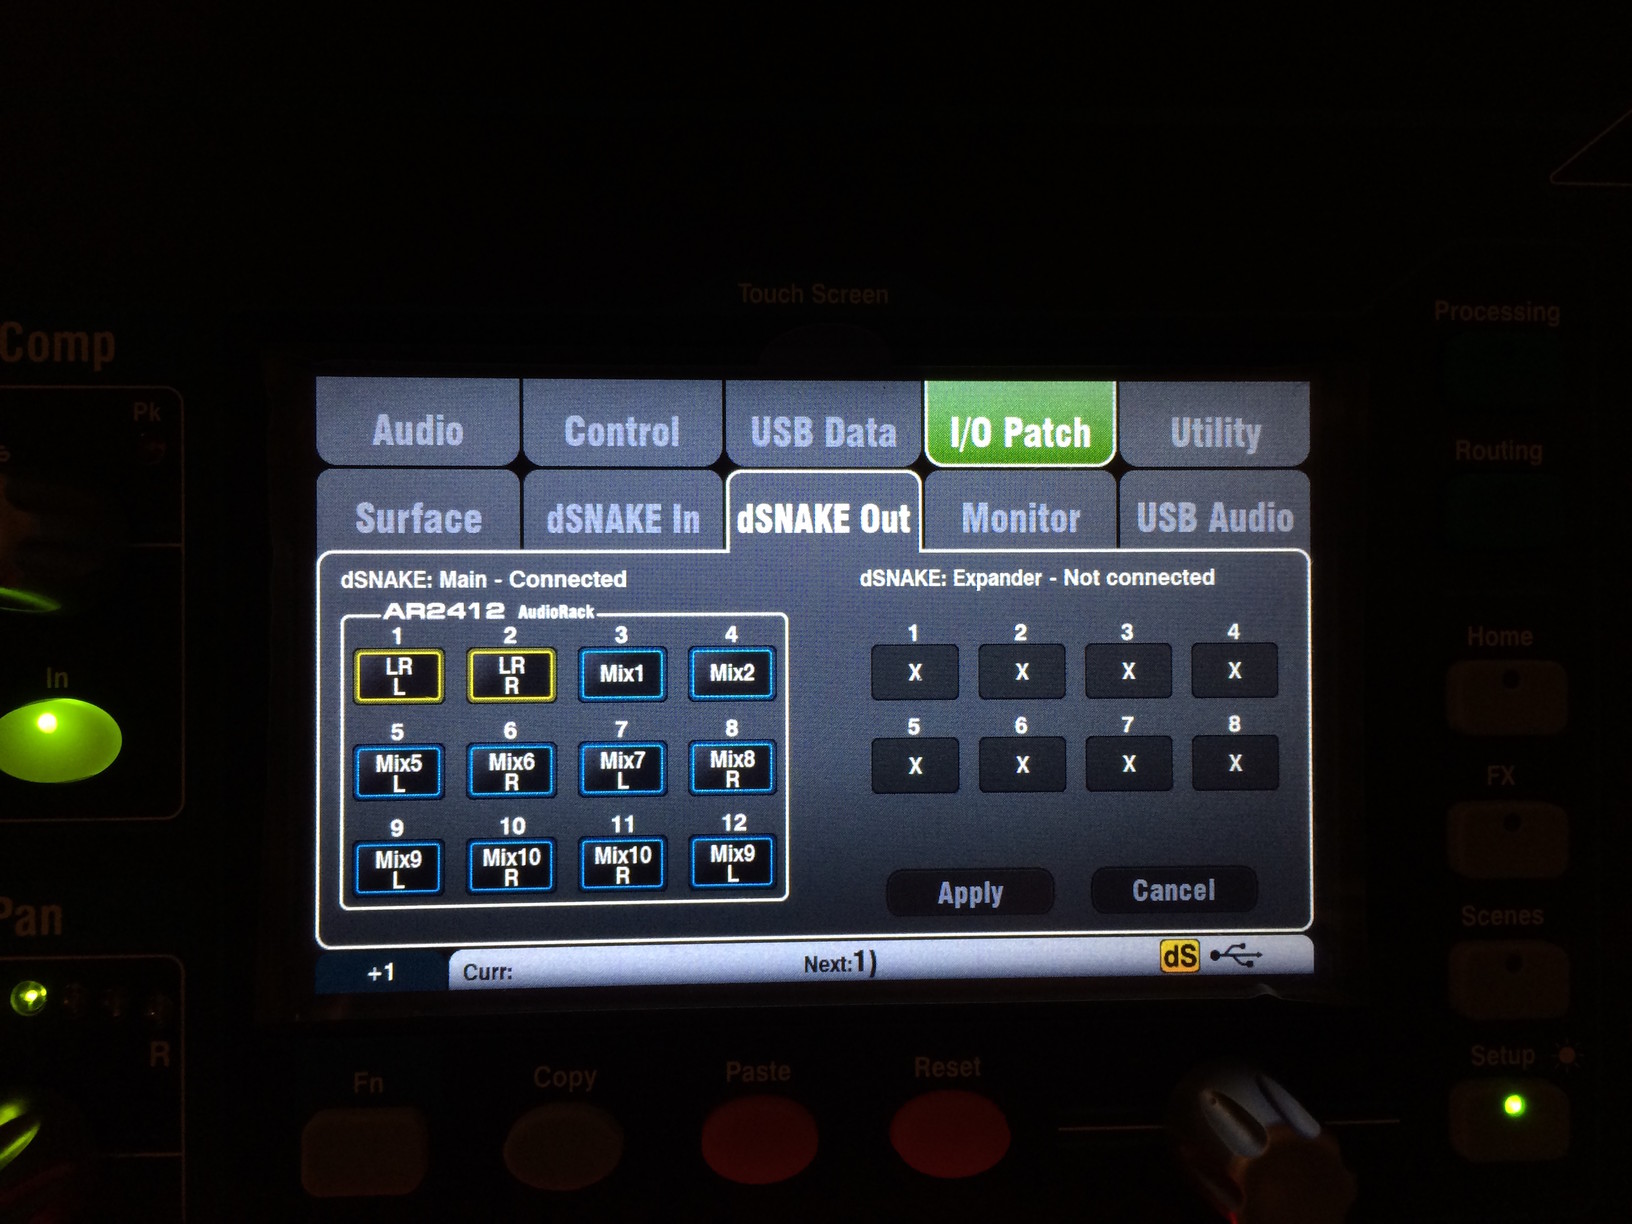 Touch Screen
Comp
Pk
In
Pan
R
Processing
Routing
Home
FX
Scenes
Setup
Audio Control USB Data I/O Patch Utility
Surface dSNAKE In dSNAKE Out Monitor USB Audio
dSNAKE: Main - Connected
AR2412 AudioRack
1 2 3 4
LR L LR R Mix1 Mix2
5 6 7 8
Mix5 L Mix6 R Mix7 L Mix8 R
9 10 11 12
Mix9 L Mix10 R Mix10 R Mix9 L
dSNAKE: Expander - Not connected
1 2 3 4
X X X X
5 6 7 8
X X X X
Apply Cancel
+1 Curr: Next:1) dS
Fn Copy Paste Reset